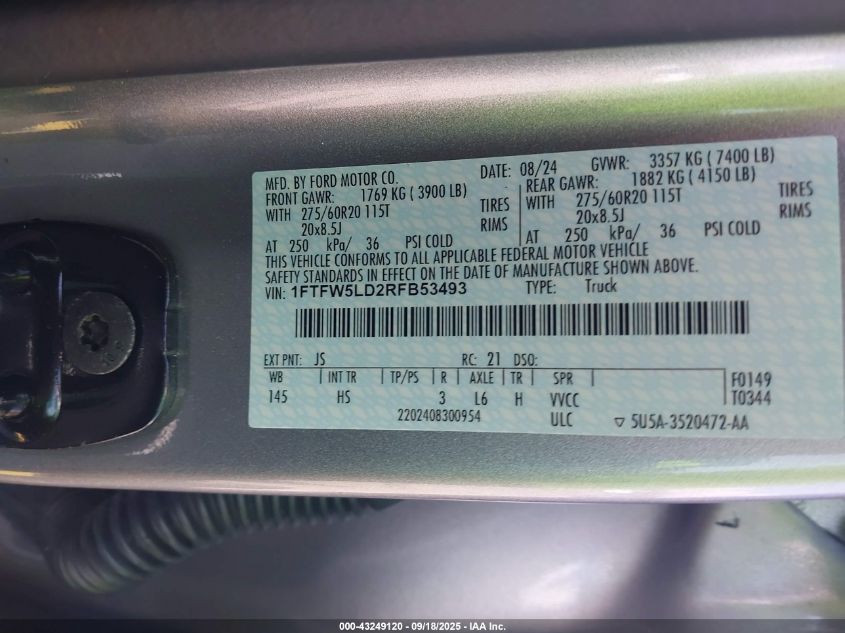 MFD. BY FORD MOTOR CO. DATE: 08/24 GVWR: 3357 KG ( 7400 LB)
FRONT GAWR: 1769 KG ( 3900 LB) REAR GAWR: 1882 KG ( 4150 LB)
WITH 275/60R20 115T TIRES WITH 275/60R20 115T TIRES
20x8.5J RIMS 20x8.5J RIMS
AT 250 kPa/ 36 PSI COLD AT 250 kPa/ 36 PSI COLD
THIS VEHICLE CONFORMS TO ALL APPLICABLE FEDERAL MOTOR VEHICLE
SAFETY STANDARDS IN EFFECT ON THE DATE OF MANUFACTURE SHOWN ABOVE.
VIN: 1FTFW5LD2RFB53493 TYPE: Truck
EXT PNT: JS RC: 21 DSO:
WB INT TR TP/PS R AXLE TR SPR F0149
145 HS 3 L6 H VVCC T0344
2202408300954 ULC ▽ 5U5A-3520472-AA
000-43249120 - 09/18/2025 - IAA Inc.